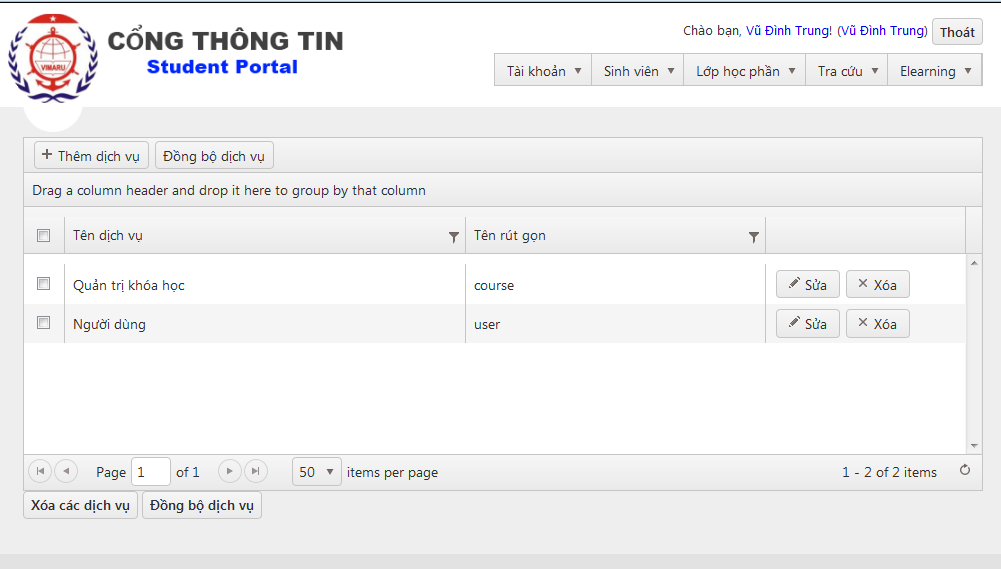 CỔNG THÔNG TIN
Student Portal
VIMARU
Chào bạn, Vũ Đình Trung! (Vũ Đình Trung) Thoát
Tài khoản Sinh viên Lớp học phần Tra cứu Elearning
+ Thêm dịch vụ Đồng bộ dịch vụ
Drag a column header and drop it here to group by that column
Tên dịch vụ Tên rút gọn
Quản trị khóa học course Sửa Xóa
Người dùng user Sửa Xóa
Page 1 of 1 50 items per page 1 - 2 of 2 items
Xóa các dịch vụ Đồng bộ dịch vụ